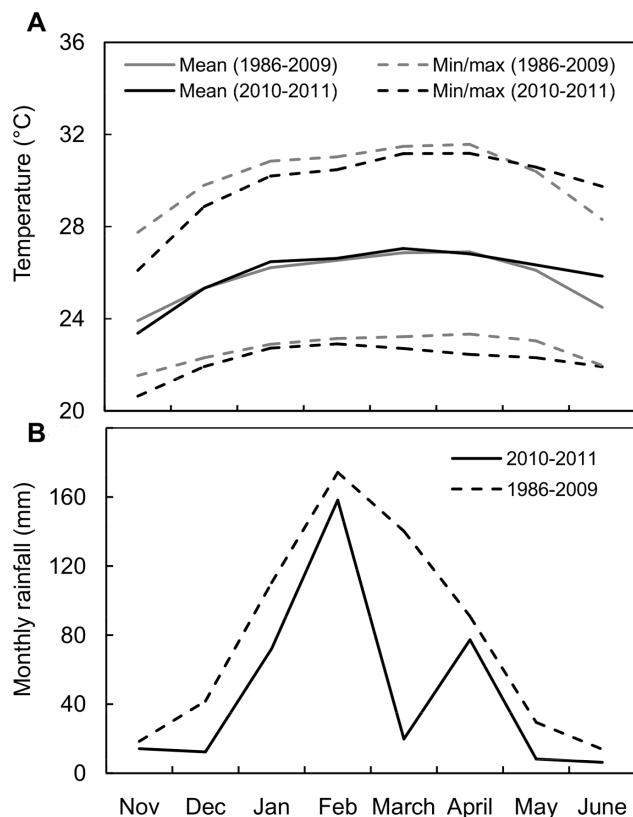 A
36
Mean (1986-2009) Min/max (1986-2009)
Mean (2010-2011) Min/max (2010-2011)
32
28
24
20
Temperature (°C)
B
2010-2011
1986-2009
160
120
80
40
0
Monthly rainfall (mm)
Nov Dec Jan Feb March April May June